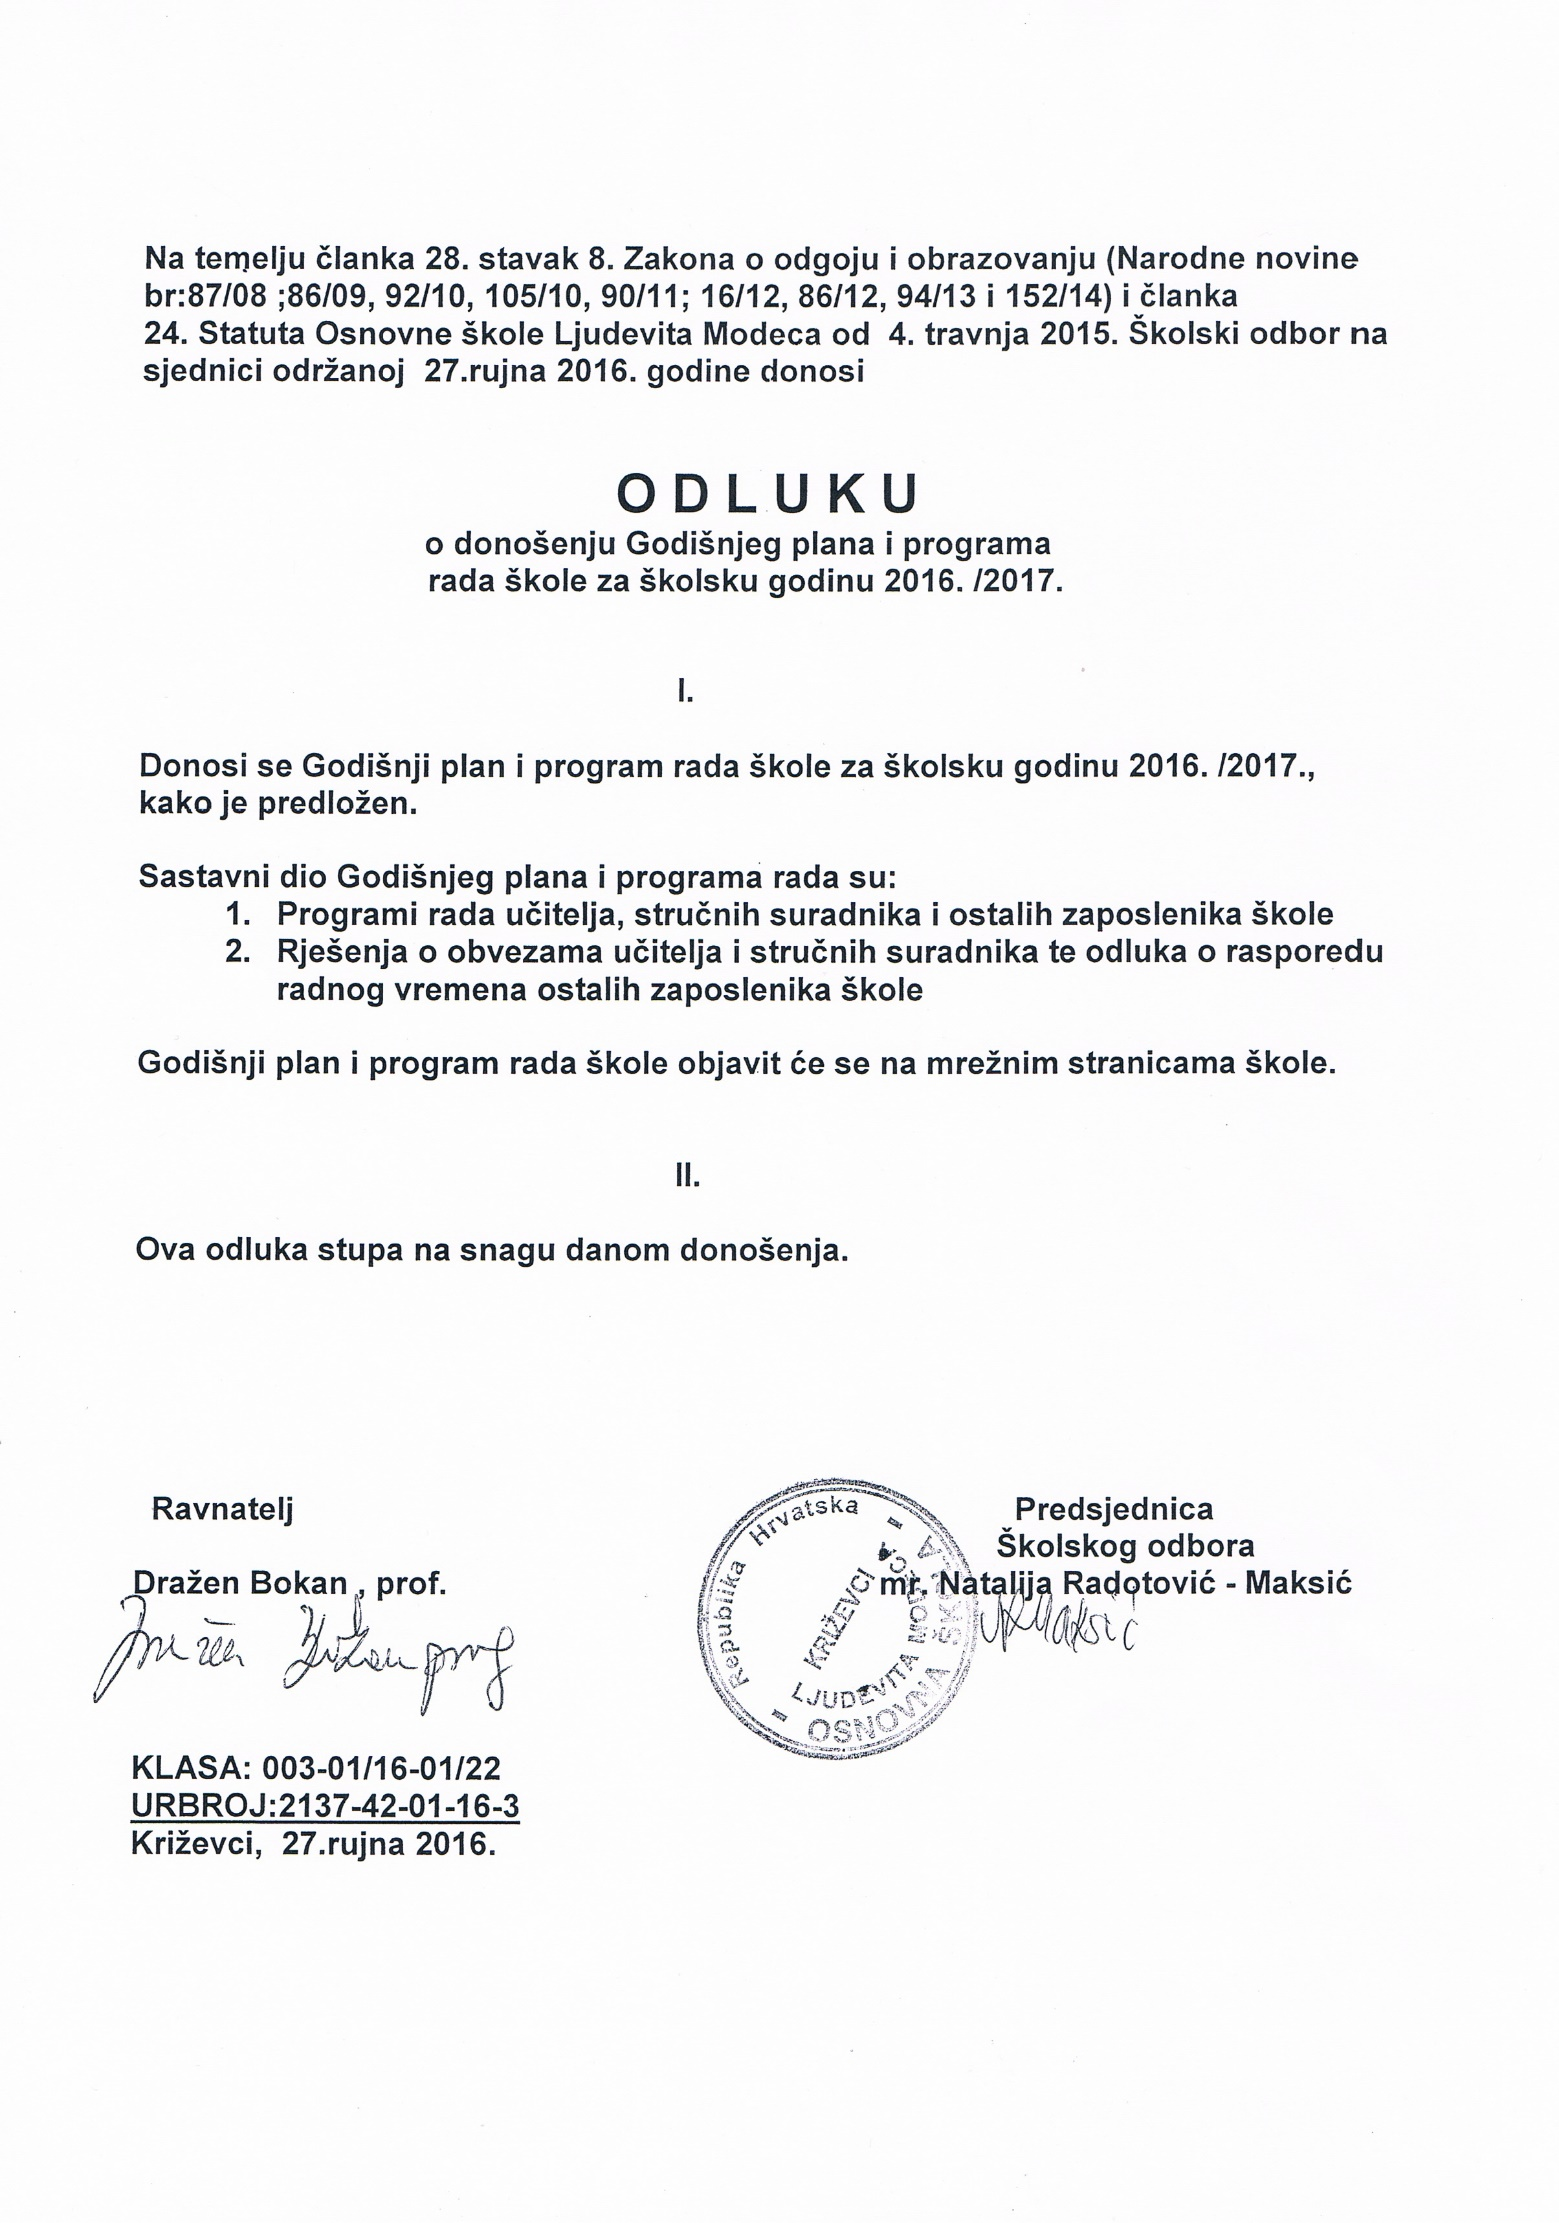 Na temelju članka 28. stavak 8. Zakona o odgoju i obrazovanju (Narodne novine
br:87/08 ;86/09, 92/10, 105/10, 90/11; 16/12, 86/12, 94/13 i 152/14) i članka
24. Statuta Osnovne škole Ljudevita Modeca od 4. travnja 2015. Školski odbor na
sjednici održanoj 27.rujna 2016. godine donosi
O D L U K U
o donošenju Godišnjeg plana i programa
rada škole za školsku godinu 2016. /2017.
I.
Donosi se Godišnji plan i program rada škole za školsku godinu 2016. /2017.,
kako je predložen.
Sastavni dio Godišnjeg plana i programa rada su:
1. Programi rada učitelja, stručnih suradnika i ostalih zaposlenika škole
2. Rješenja o obvezama učitelja i stručnih suradnika te odluka o rasporedu
radnog vremena ostalih zaposlenika škole
Godišnji plan i program rada škole objavit će se na mrežnim stranicama škole.
II.
Ova odluka stupa na snagu danom donošenja.
Ravnatelj
Dražen Bokan , prof.
Dražen Bokan prof
Predsjednica
Školskog odbora
mr. Natalija Radotović - Maksić
Republika Hrvatska
OSNOVNA ŠKOLA
LJUDEVITA
KRIŽEVCI
KLASA: 003-01/16-01/22
URBROJ:2137-42-01-16-3
Križevci, 27.rujna 2016.